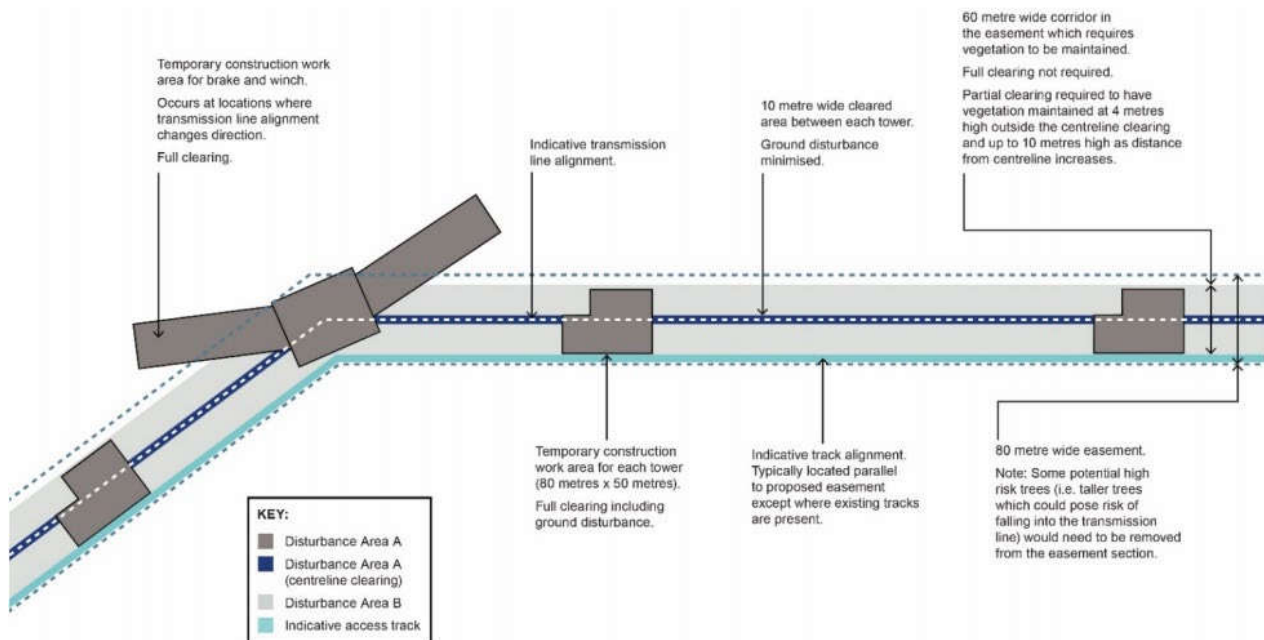 Temporary construction work
area for brake and winch.
Occurs at locations where
transmission line alignment
changes direction.
Full clearing.
Indicative transmission
line alignment.
10 metre wide cleared
area between each tower.
Ground disturbance
minimised.
60 metre wide corridor in
the easement which requires
vegetation to be maintained.
Full clearing not required.
Partial clearing required to have
vegetation maintained at 4 metres
high outside the centreline clearing
and up to 10 metres high as distance
from centreline increases.
Temporary construction
work area for each tower
(80 metres x 50 metres).
Full clearing including
ground disturbance.
Indicative track alignment.
Typically located parallel
to proposed easement
except where existing tracks
are present.
80 metre wide easement.
Note: Some potential high
risk trees (i.e. taller trees
which could pose risk of
falling into the transmission
line) would need to be removed
from the easement section.
KEY:
Disturbance Area A
Disturbance Area A
(centreline clearing)
Disturbance Area B
Indicative access track